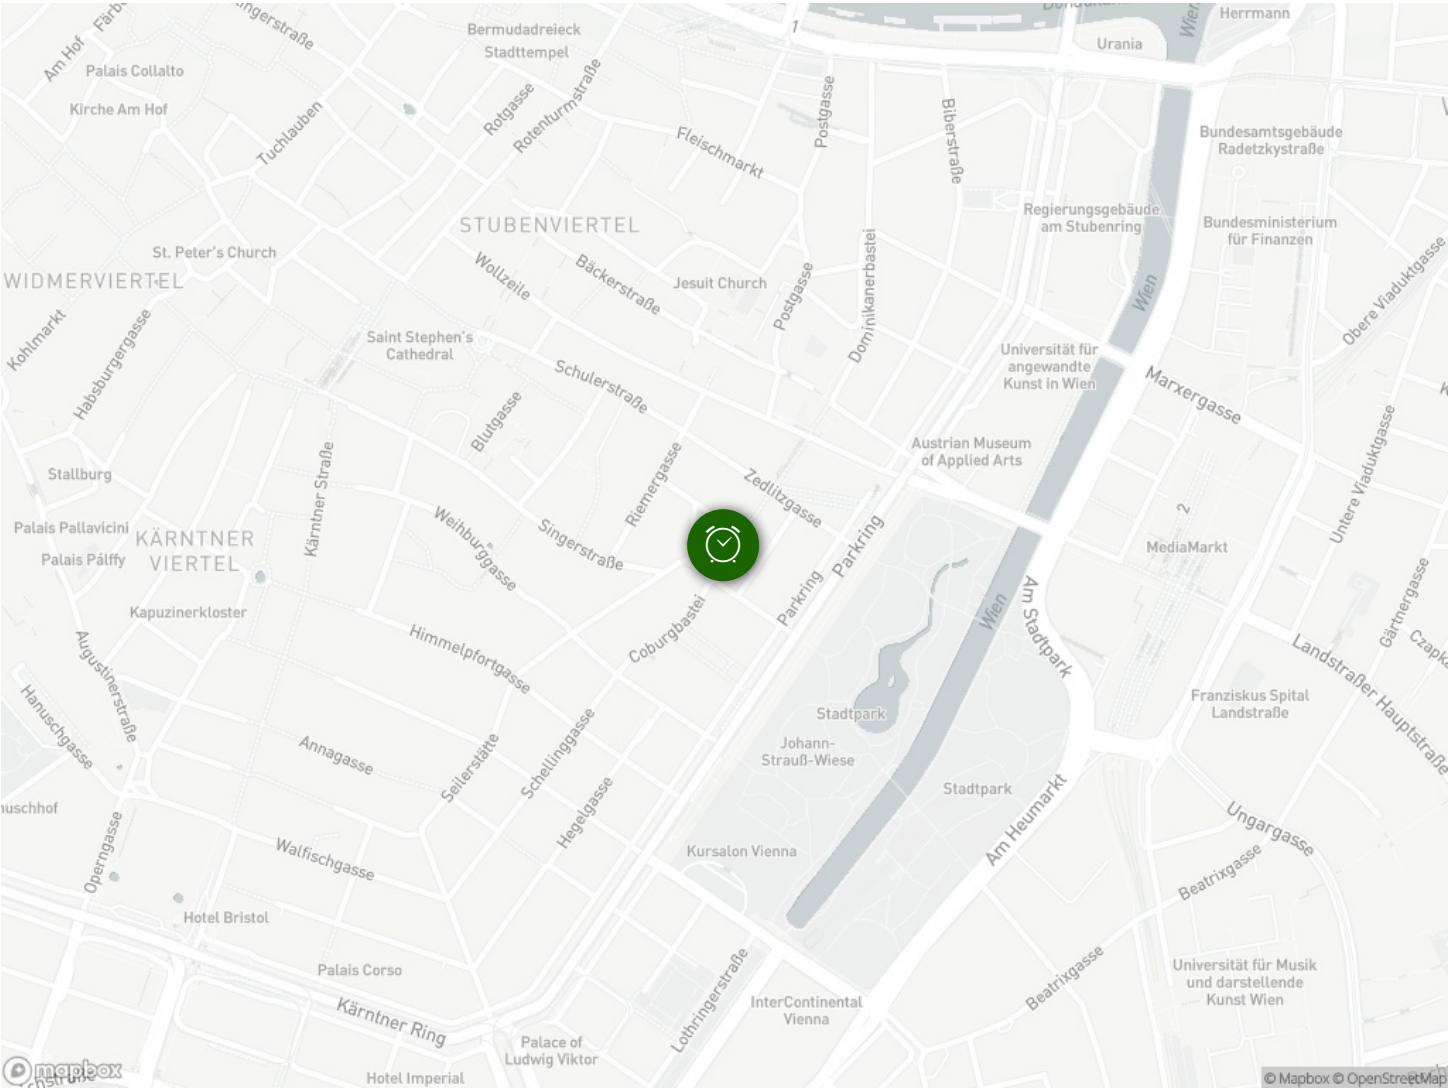 Am Hof
Herrmann
Bermudadreieck
Stadttempel
Urania
Wien
1
Palais Collalto
Kirche Am Hof
Tuchlauben
Rotgasse
Rotenturmstraße
Fleischmarkt
Postgasse
Biberstraße
Bundesamtsgebäude
Radetzkystraße
STUBENVIERTEL
Regierungsgebäude
am Stubenring
Bundesministerium
für Finanzen
St. Peter's Church
WIDMERVIERTEL
Wollzeile
Bäckerstraße
Jesuit Church
Postgasse
Dominikanerbastei
Wien
Obere Viaduktgasse
Kohlmarkt
Habsburgergasse
Saint Stephen's
Cathedral
Schulerstraße
Universität für
angewandte
Kunst in Wien
Marxergasse
Blutgasse
Austrian Museum
of Applied Arts
Untere Viaduktgasse
Stallburg
Kärntner Straße
Riemergasse
Zedlitzgasse
2
Palais Pallavicini
Palais Pálffy
KÄRNTNER
VIERTEL
Weihburggasse
Singerstraße
Parkring
Parkring
MediaMarkt
Am Stadtpark
Wien
Gärtnergasse
Kapuzinerkloster
Himmelpfortgasse
Coburgbastei
Landstraßer Hauptstraße
Augustinerstraße
Hanuschgasse
Annagasse
Seilerstätte
Schellinggasse
Hegelgasse
Stadtpark
Johann-
Strauß-Wiese
Stadtpark
Franziskus Spital
Landstraße
Am Heumarkt
Ungargasse
Operngasse
Walfischgasse
Kursalon Vienna
Beatrixgasse
Hotel Bristol
Palais Corso
Kärntner Ring
Lothringerstraße
InterContinental
Vienna
Beatrixgasse
Universität für Musik
und darstellende
Kunst Wien
Palace of
Ludwig Viktor
Hotel Imperial
mapbox
© Mapbox © OpenStreetMap